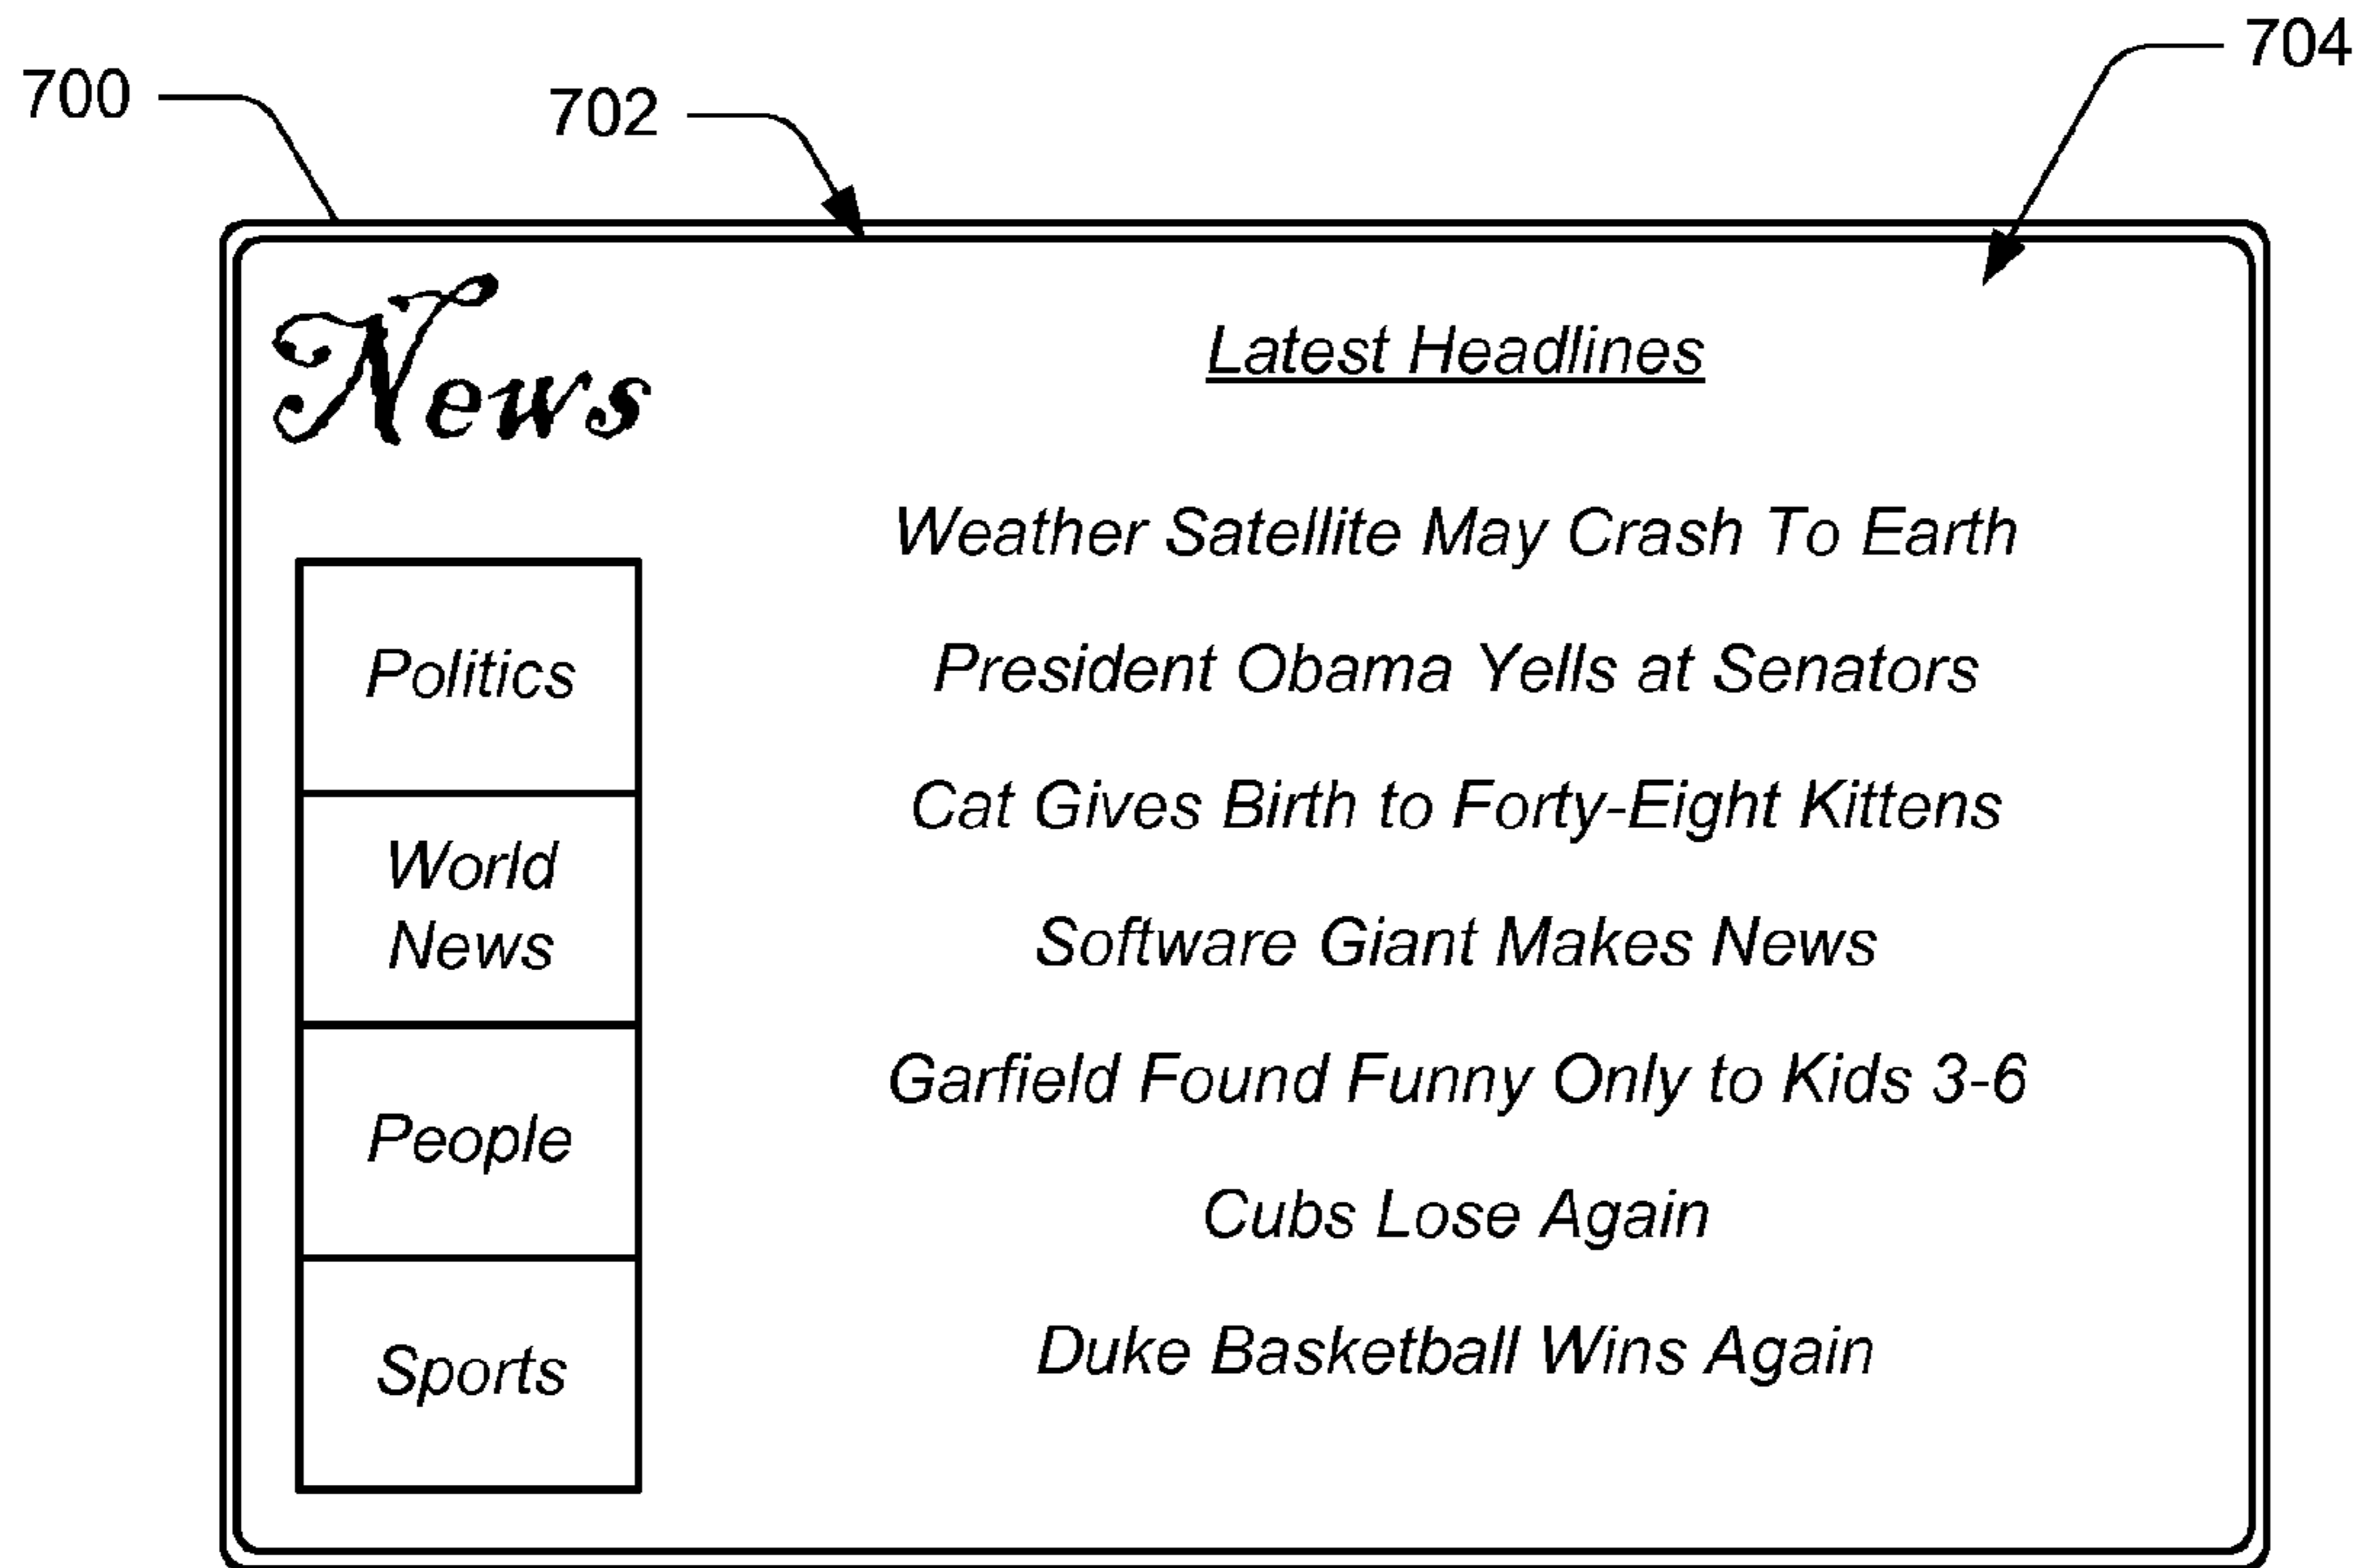 700
702
704
News
Latest Headlines
Weather Satellite May Crash To Earth
President Obama Yells at Senators
Cat Gives Birth to Forty-Eight Kittens
Software Giant Makes News
Garfield Found Funny Only to Kids 3-6
Cubs Lose Again
Duke Basketball Wins Again
Politics
World
News
People
Sports